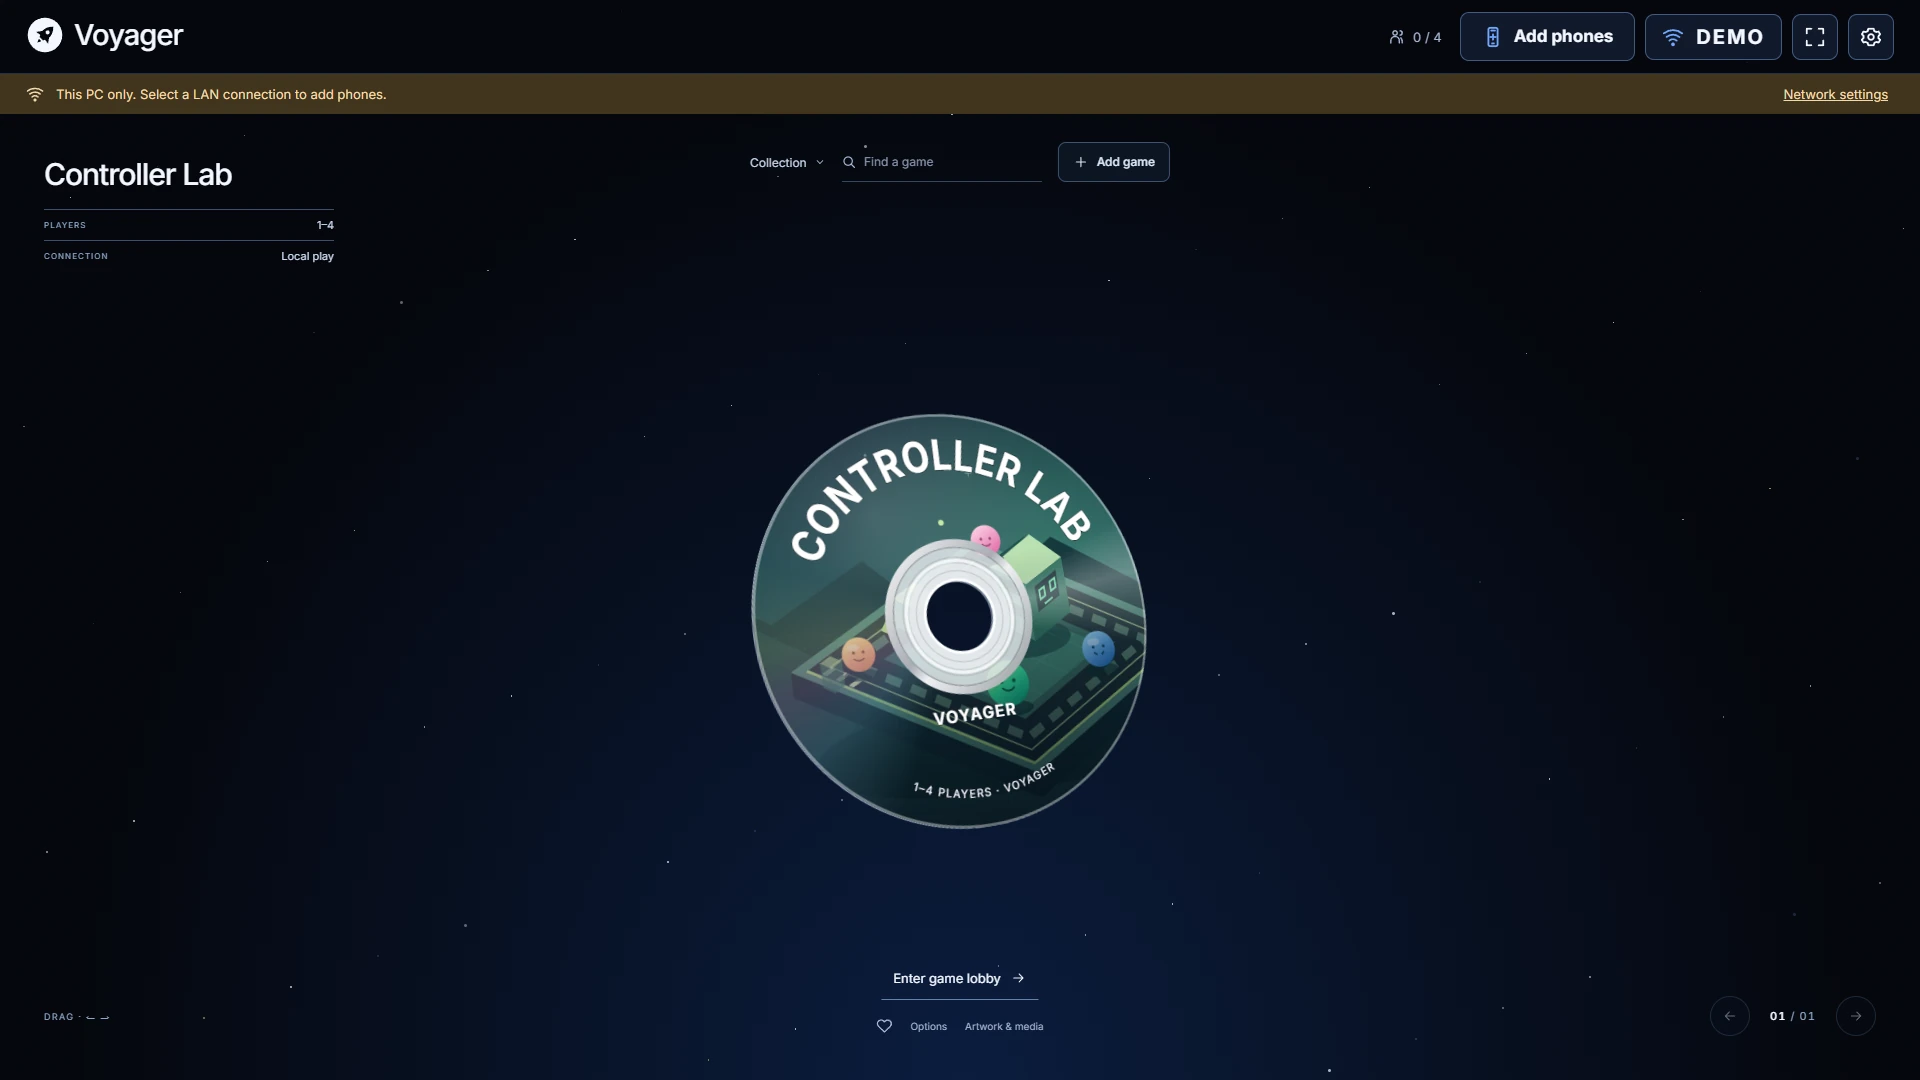 Voyager
0 / 4
Add phones
DEMO
This PC only. Select a LAN connection to add phones.
Network settings
Controller Lab
PLAYERS
1–4
CONNECTION
Local play
Collection
Find a game
Add game
CONTROLLER LAB
VOYAGER
1–4 PLAYERS · VOYAGER
Enter game lobby →
Options
Artwork & media
DRAG · ← →
← 01 / 01 →